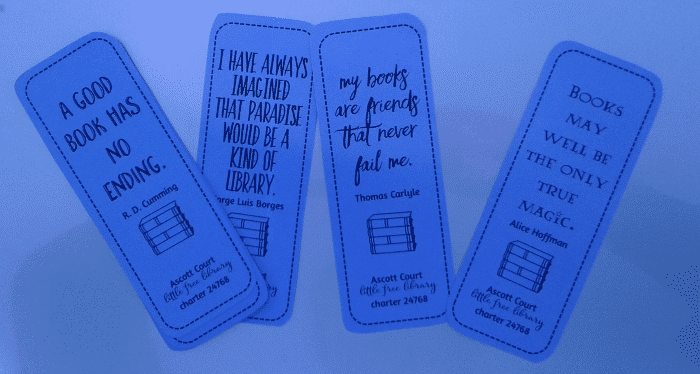 A GOOD
BOOK HAS
NO
ENDING.
R. D. Cumming
Ascott Court
little free library
charter 24768
I HAVE ALWAYS
IMAGINED
THAT PARADISE
WOULD BE A
KIND OF
LIBRARY.
orge Luis Borges
my books
are friends
that never
fail me.
Thomas Carlyle
Ascott Court
little free library
charter 24768
BOOKS
MAY
WELL BE
THE ONLY
TRUE
MAGIC.
Alice Hoffman
Ascott Court
little free library
charter 24768